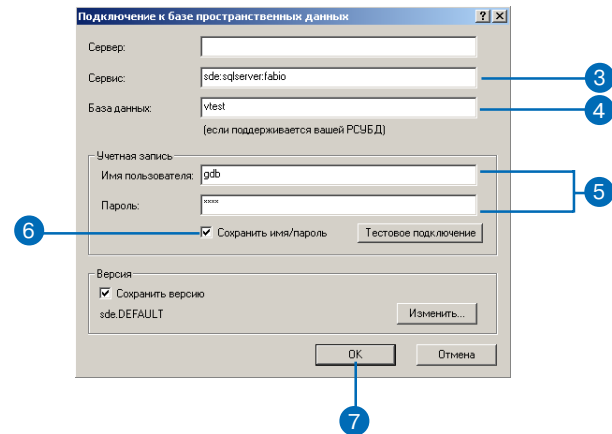 Подключение к базе пространственных данных
Сервер:
Сервис: sde:sqlserver:fabio
3
База данных: vtest
4
(если поддерживается вашей РСУБД)
Учетная запись
Имя пользователя: gdb
5
Пароль: ****
6
Сохранить имя/пароль Тестовое подключение
Версия
Сохранить версию
sde.DEFAULT Изменить...
OK Отмена
7